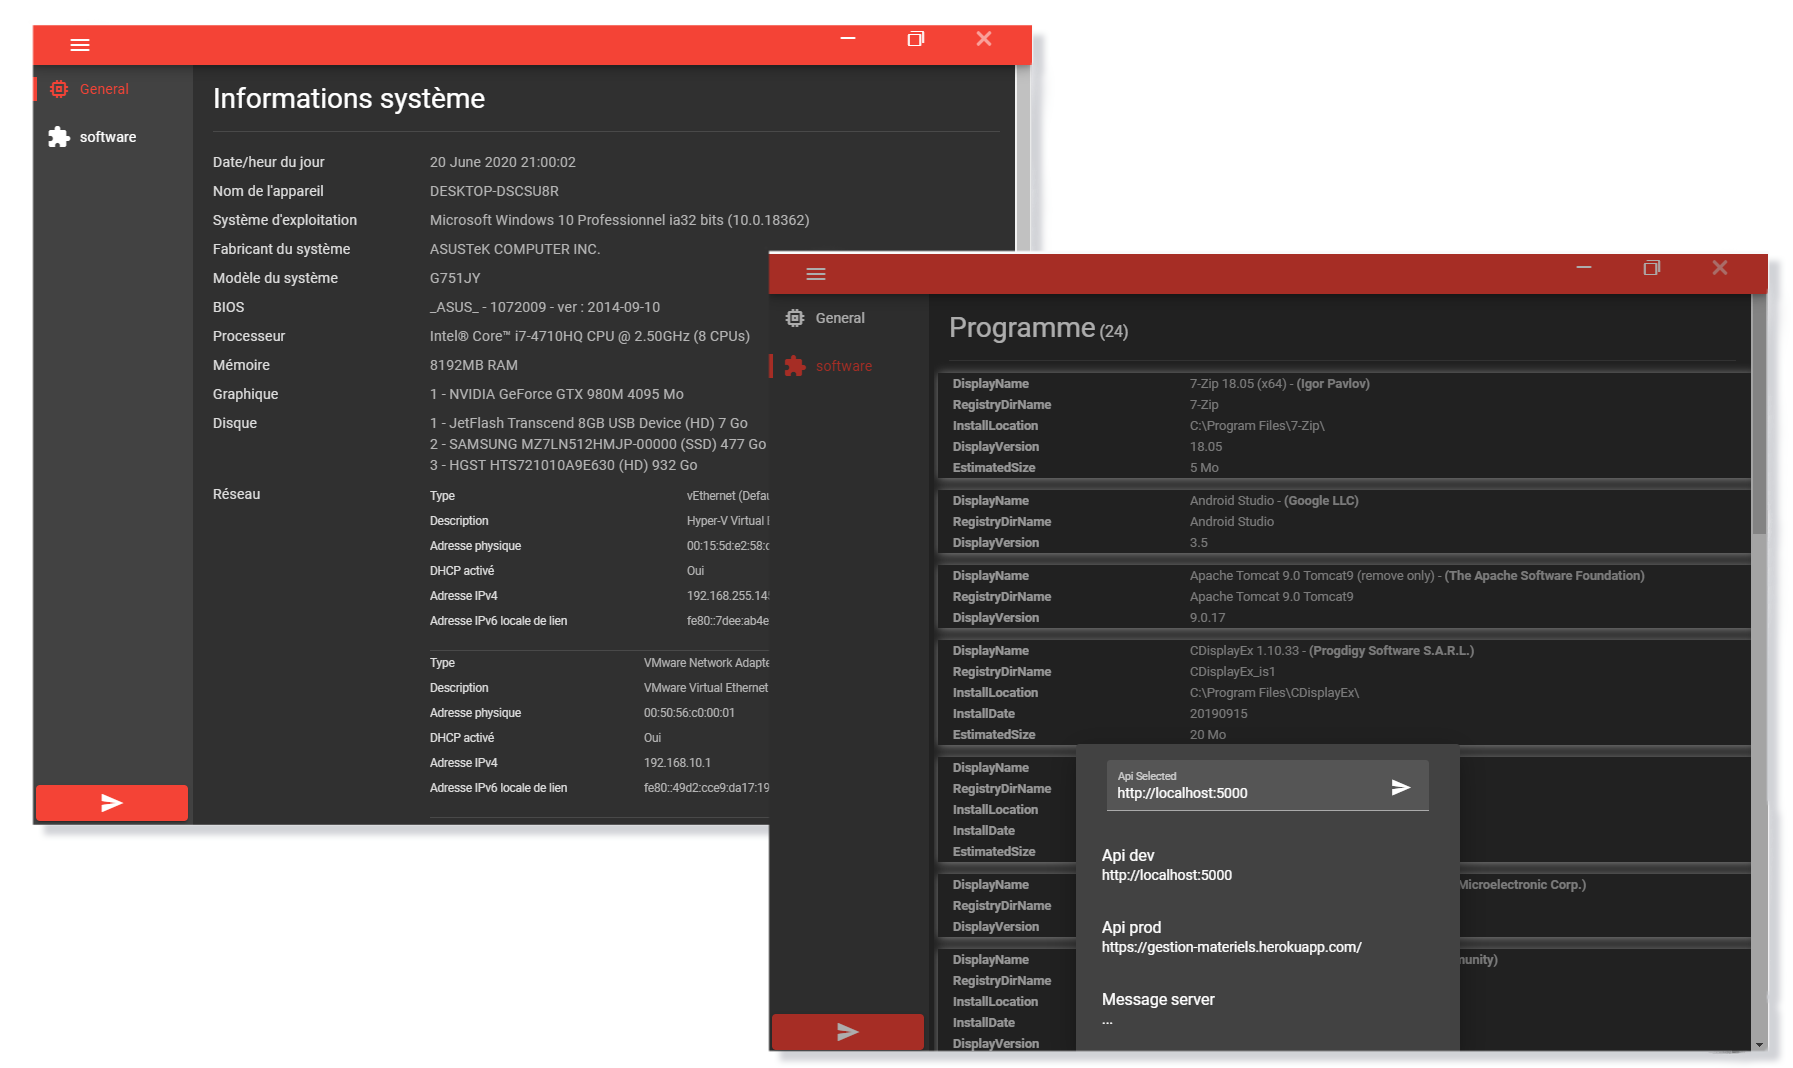 General
software
Informations système
Date/heur du jour 20 June 2020 21:00:02
Nom de l'appareil DESKTOP-DSCSU8R
Système d'exploitation Microsoft Windows 10 Professionnel ia32 bits (10.0.18362)
Fabricant du système ASUSTeK COMPUTER INC.
Modèle du système G751JY
BIOS _ASUS_ - 1072009 - ver : 2014-09-10
Processeur Intel® Core™ i7-4710HQ CPU @ 2.50GHz (8 CPUs)
Mémoire 8192MB RAM
Graphique 1 - NVIDIA GeForce GTX 980M 4095 Mo
Disque 1 - JetFlash Transcend 8GB USB Device (HD) 7 Go
2 - SAMSUNG MZ7LN512HMJP-00000 (SSD) 477 Go
3 - HGST HTS721010A9E630 (HD) 932 Go
Réseau
Type vEthernet (Defau
Description Hyper-V Virtual
Adresse physique 00:15:5d:e2:58:c
DHCP activé Oui
Adresse IPv4 192.168.255.14
Adresse IPv6 locale de lien fe80::7dee:ab4e
Type VMware Network Adapte
Description VMware Virtual Ethernet
Adresse physique 00:50:56:c0:00:01
DHCP activé Oui
Adresse IPv4 192.168.10.1
Adresse IPv6 locale de lien fe80::49d2:cce9:da17:19
General
software
Programme (24)
DisplayName 7-Zip 18.05 (x64) - (Igor Pavlov)
RegistryDirName 7-Zip
InstallLocation C:\Program Files\7-Zip\
DisplayVersion 18.05
EstimatedSize 5 Mo
DisplayName Android Studio - (Google LLC)
RegistryDirName Android Studio
DisplayVersion 3.5
DisplayName Apache Tomcat 9.0 Tomcat9 (remove only) - (The Apache Software Foundation)
RegistryDirName Apache Tomcat 9.0 Tomcat9
DisplayVersion 9.0.17
DisplayName CDisplayEx 1.10.33 - (Progdigy Software S.A.R.L.)
RegistryDirName CDisplayEx_is1
InstallLocation C:\Program Files\CDisplayEx\
InstallDate 20190915
EstimatedSize 20 Mo
DisplayName
RegistryDirName
InstallLocation
InstallDate
EstimatedSize
DisplayName Microelectronic Corp.)
RegistryDirName
DisplayVersion
DisplayName nunity)
RegistryDirName
InstallLocation
InstallDate
DisplayVersion
Api Selected
http://localhost:5000
Api dev
http://localhost:5000
Api prod
https://gestion-materiels.herokuapp.com/
Message server
...